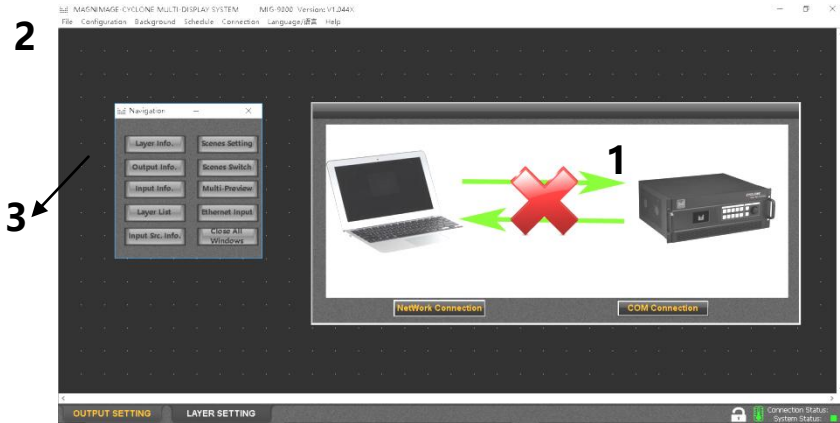 MAGNIMAGE CYCLONE MULTI-DISPLAY SYSTEM MIG-9000 Version:V1.044X
2
File Configuration Background Schedule Connection Language/语言 Help
Navigation
1
Layer Info. Scenes Setting
Output Info. Scenes Switch
Input Info. Multi-Preview
Layer List Ethernet Input
Input Src. Info. Close All
Windows
3
NetWork Connection COM Connection
OUTPUT SETTING LAYER SETTING
Connection Status:
System Status: